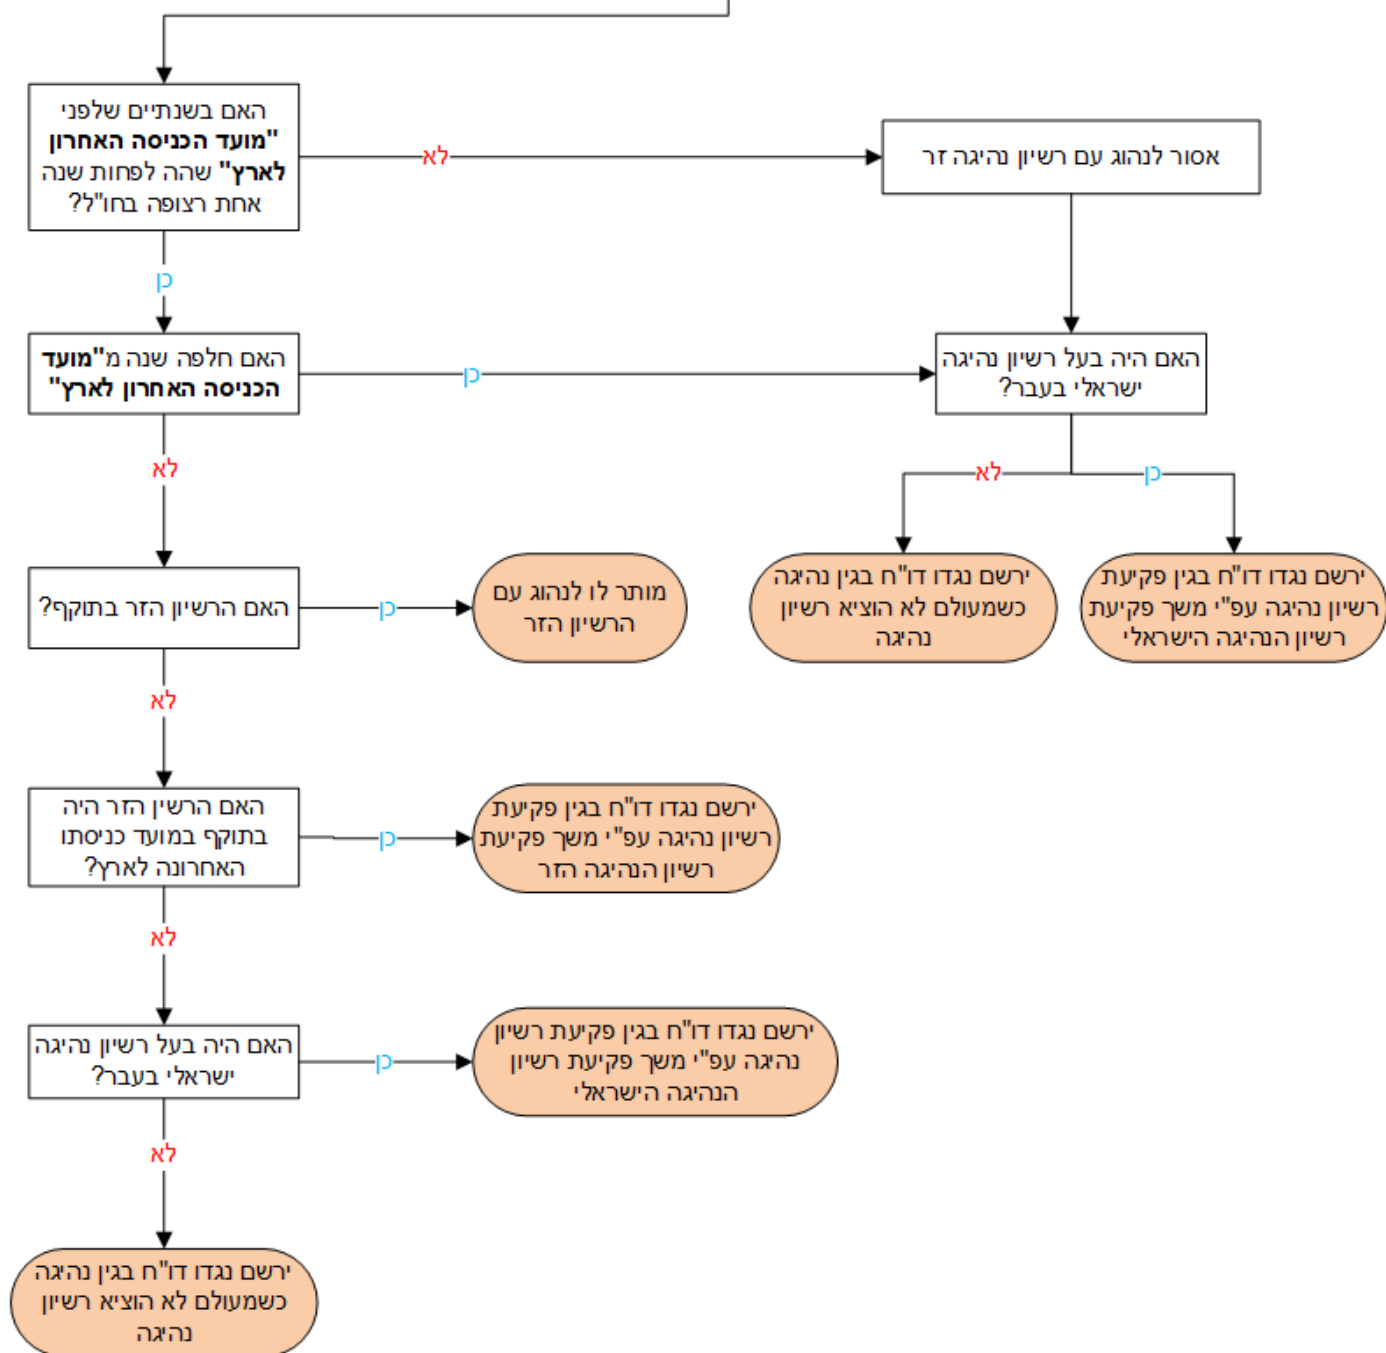 האם בשנתיים שלפני
"מועד הכניסה האחרון
לארץ" שהה לפחות שנה
אחת רצופה בחו"ל?
לא
אסור לנהוג עם רשיון נהיגה זר
כן
האם חלפה שנה מ"מועד
הכניסה האחרון לארץ"
כן
האם היה בעל רשיון נהיגה
ישראלי בעבר?
לא
לא
כן
האם הרשיון הזר בתוקף?
כן
מותר לו לנהוג עם
הרשיון הזר
ירשם נגדו דו"ח בגין נהיגה
כשמעולם לא הוציא רשיון
נהיגה
ירשם נגדו דו"ח בגין פקיעת
רשיון נהיגה עפ"י משך פקיעת
רשיון הנהיגה הישראלי
לא
האם הרשין הזר היה
בתוקף במועד כניסתו
האחרונה לארץ?
כן
ירשם נגדו דו"ח בגין פקיעת
רשיון נהיגה עפ"י משך פקיעת
רשיון הנהיגה הזר
לא
האם היה בעל רשיון נהיגה
ישראלי בעבר?
כן
ירשם נגדו דו"ח בגין פקיעת רשיון
נהיגה עפ"י משך פקיעת רשיון
הנהיגה הישראלי
לא
ירשם נגדו דו"ח בגין נהיגה
כשמעולם לא הוציא רשיון
נהיגה